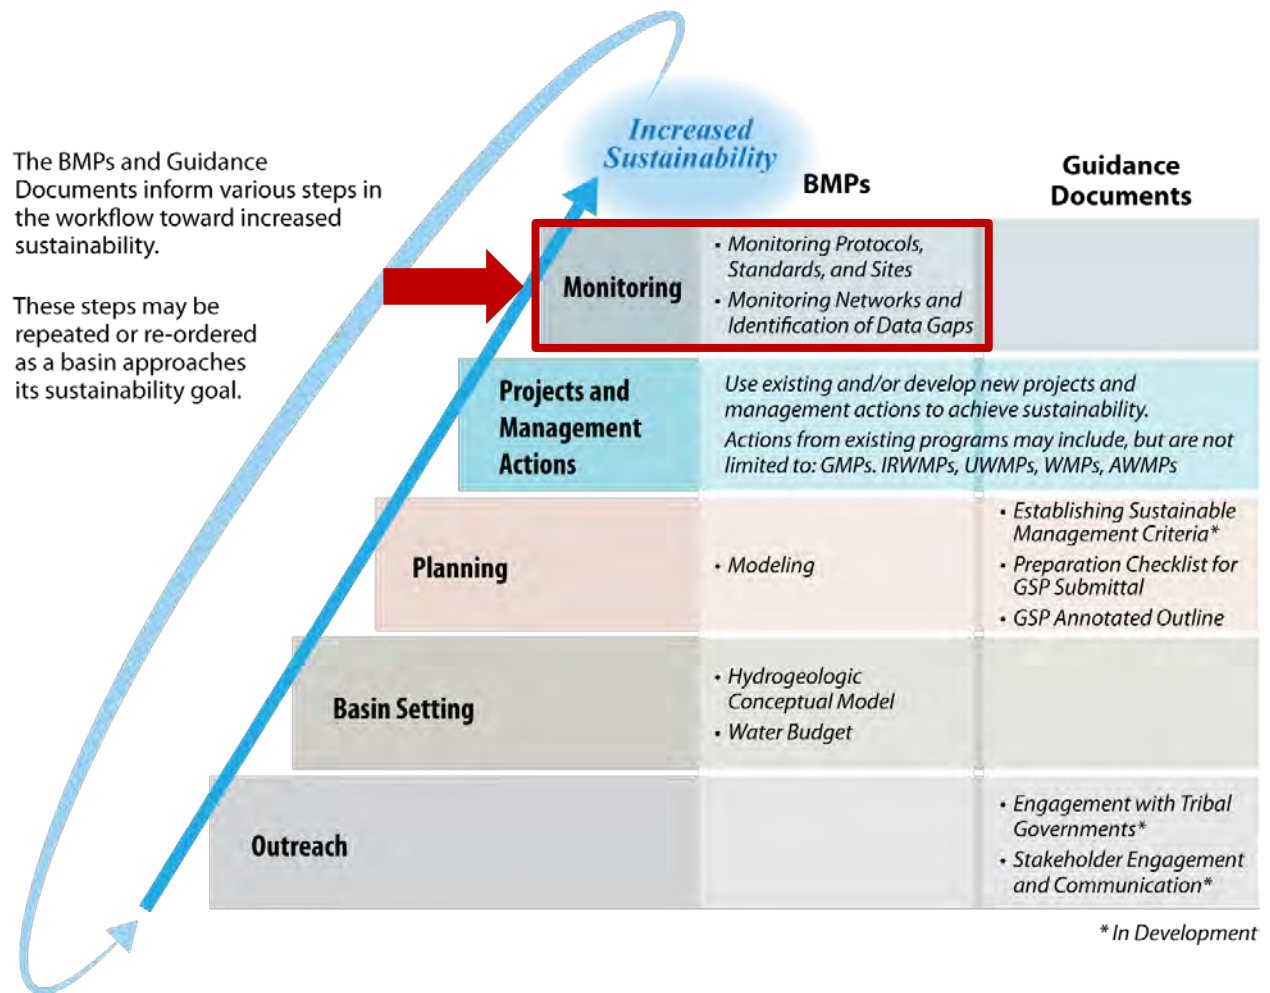 Increased
Sustainability
The BMPs and Guidance
Documents inform various steps in
the workflow toward increased
sustainability.
These steps may be
repeated or re-ordered
as a basin approaches
its sustainability goal.
BMPs
Guidance
Documents
Monitoring
• Monitoring Protocols,
Standards, and Sites
• Monitoring Networks and
Identification of Data Gaps
Projects and
Management
Actions
Use existing and/or develop new projects and
management actions to achieve sustainability.
Actions from existing programs may include, but are not
limited to: GMPs. IRWMPs, UWMPs, WMPs, AWMPs
Planning
• Modeling
• Establishing Sustainable
Management Criteria*
• Preparation Checklist for
GSP Submittal
• GSP Annotated Outline
Basin Setting
• Hydrogeologic
Conceptual Model
• Water Budget
Outreach
• Engagement with Tribal
Governments*
• Stakeholder Engagement
and Communication*
* In Development